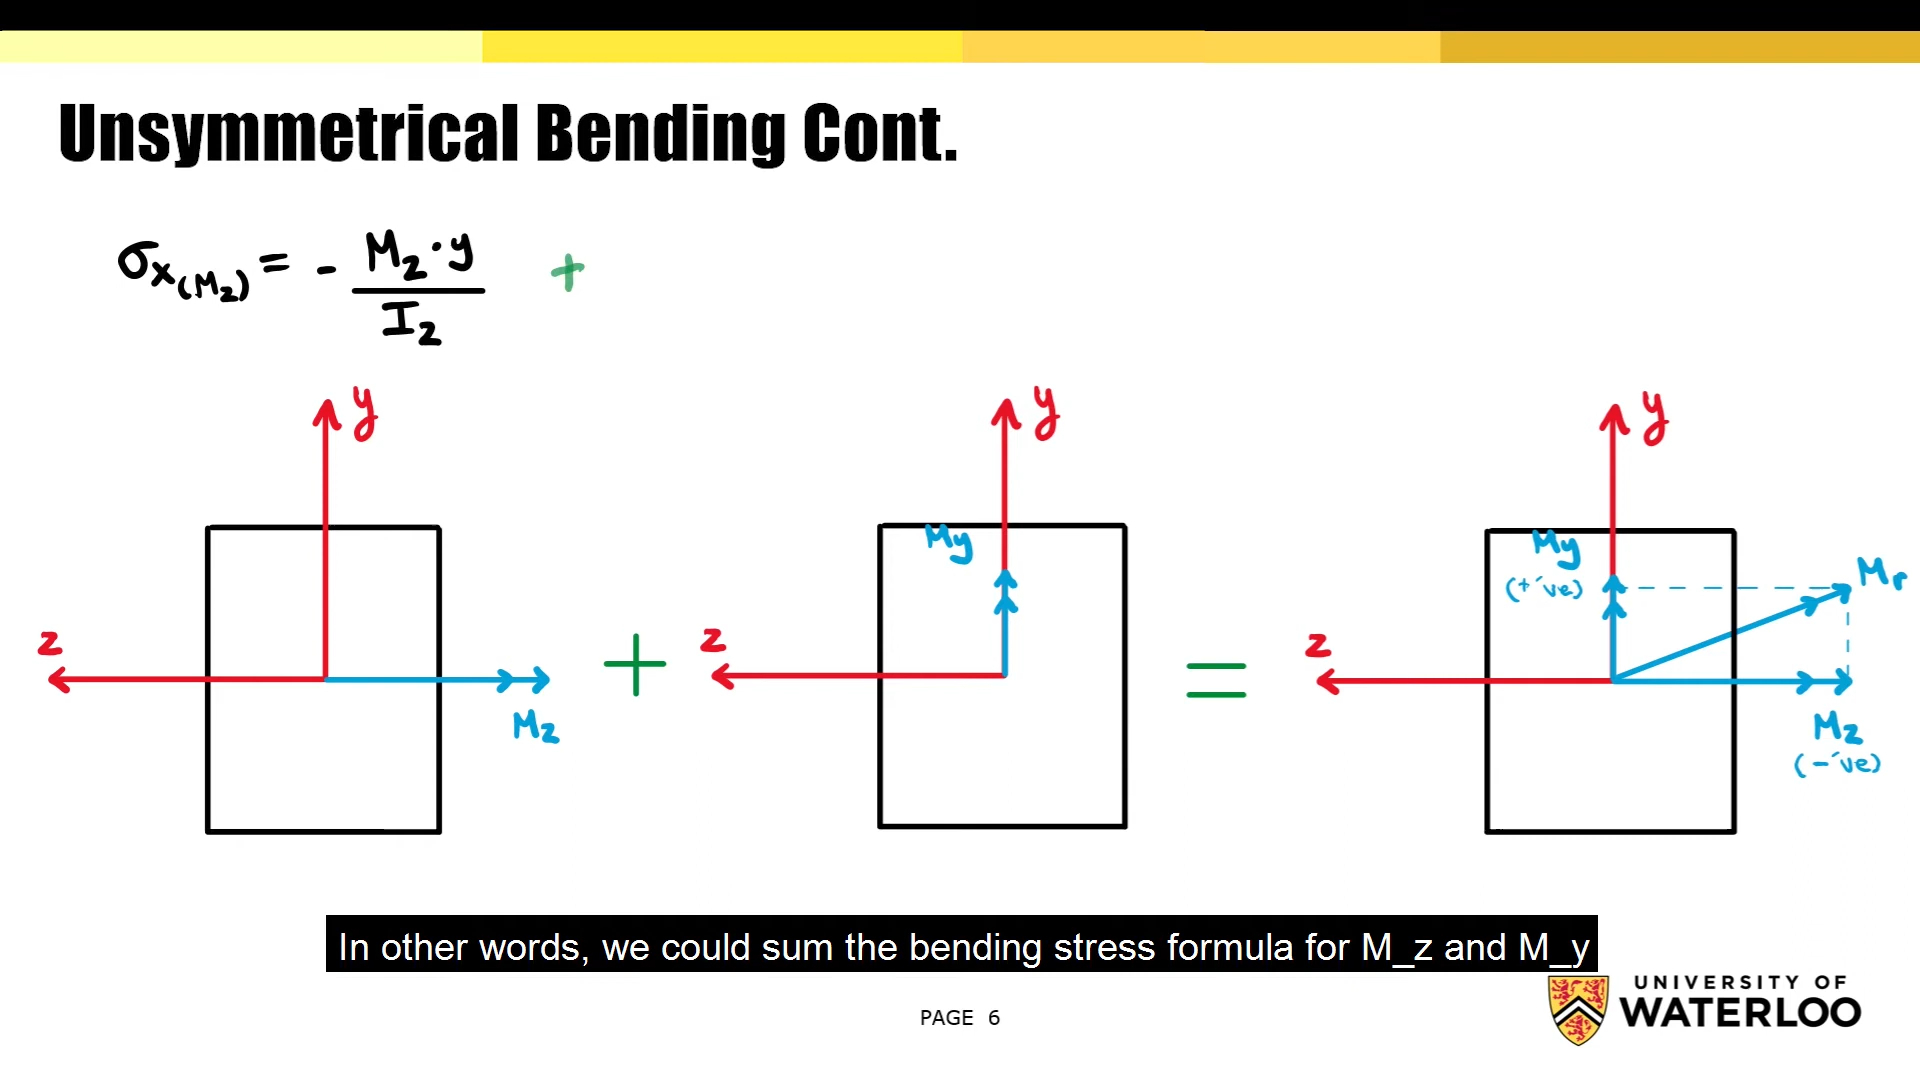 Unsymmetrical Bending Cont.
σx(Mz) = - Mz·y / Iz +
y
y
y
My
My
(+'ve)
Mr
z
z
z
+
=
Mz
Mz
(-'ve)
In other words, we could sum the bending stress formula for M_z and M_y
UNIVERSITY OF
WATERLOO
PAGE 6